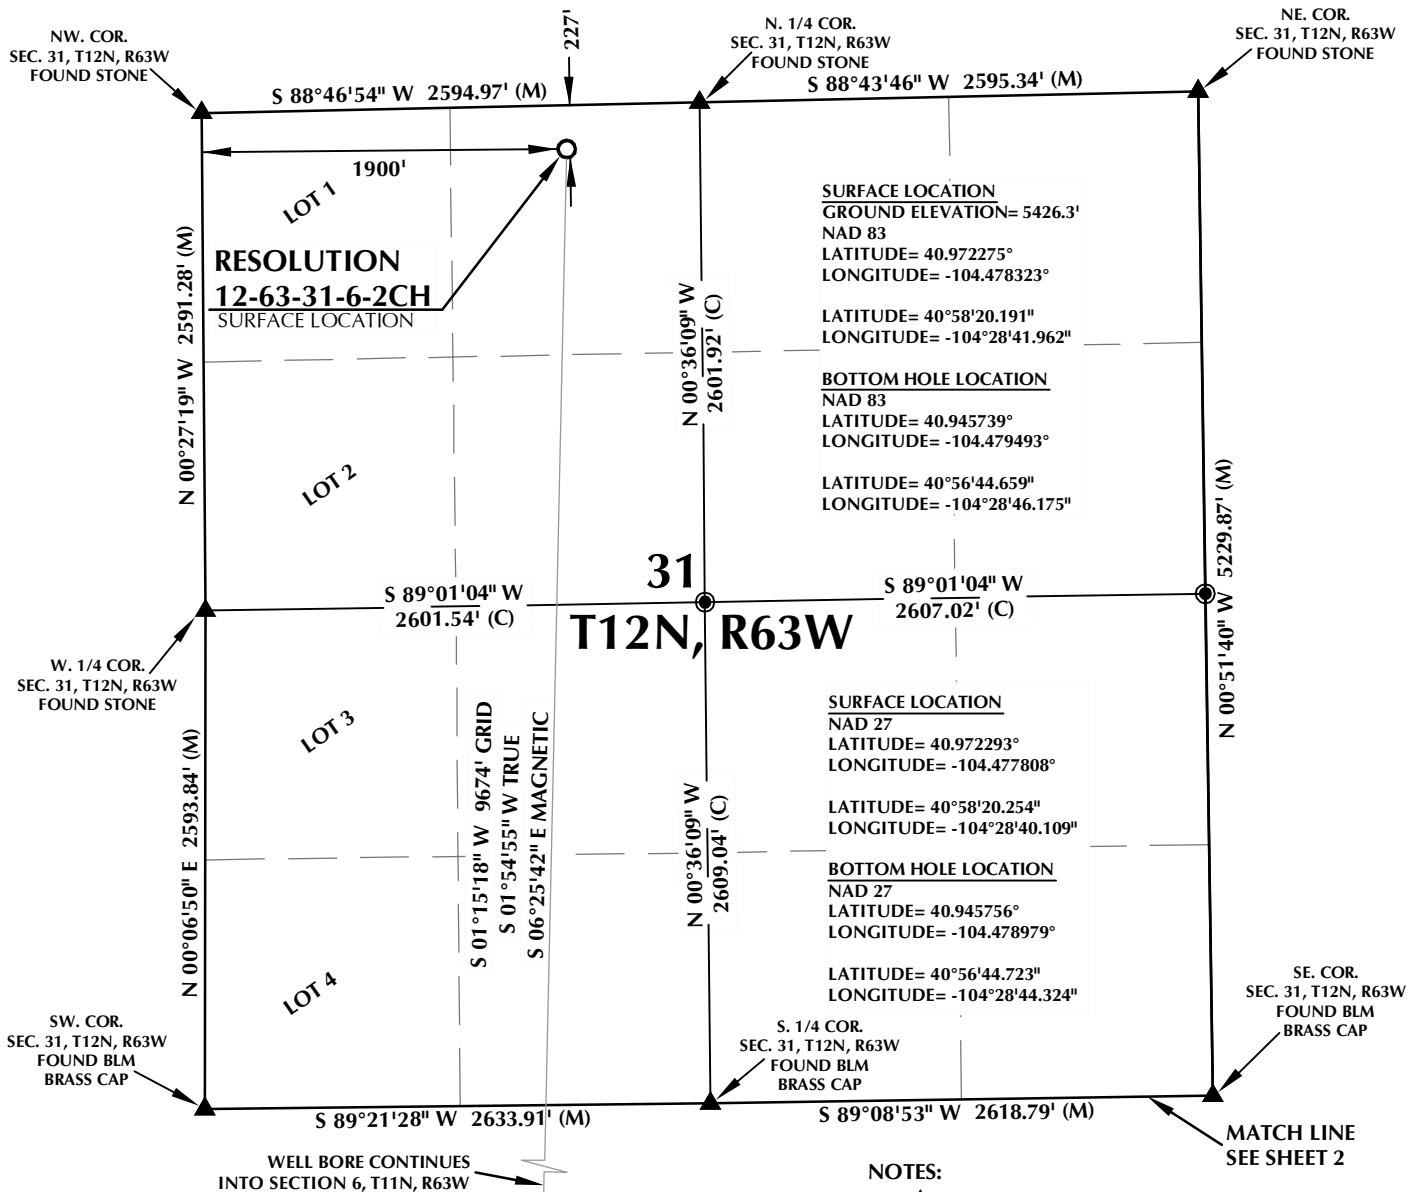 NW. COR.
SEC. 31, T12N, R63W
FOUND STONE
227'
N. 1/4 COR.
SEC. 31, T12N, R63W
FOUND STONE
NE. COR.
SEC. 31, T12N, R63W
FOUND STONE
S 88°46'54" W 2594.97' (M)
S 88°43'46" W 2595.34' (M)
1900'
LOT 1
RESOLUTION
12-63-31-6-2CH
SURFACE LOCATION
N 00°27'19" W 2591.28' (M)
N 00°36'09" W
2601.92' (C)
SURFACE LOCATION
GROUND ELEVATION= 5426.3'
NAD 83
LATITUDE= 40.972275°
LONGITUDE= -104.478323°
LATITUDE= 40°58'20.191"
LONGITUDE= -104°28'41.962"
BOTTOM HOLE LOCATION
NAD 83
LATITUDE= 40.945739°
LONGITUDE= -104.479493°
LATITUDE= 40°56'44.659"
LONGITUDE= -104°28'46.175"
LOT 2
N 00°51'40" W 5229.87' (M)
31
T12N, R63W
S 89°01'04" W
2601.54' (C)
S 89°01'04" W
2607.02' (C)
W. 1/4 COR.
SEC. 31, T12N, R63W
FOUND STONE
LOT 3
N 00°06'50" E 2593.84' (M)
S 01°15'18" W 9674' GRID
S 01°54'55" W TRUE
S 06°25'42" E MAGNETIC
N 00°36'09" W
2609.04' (C)
SURFACE LOCATION
NAD 27
LATITUDE= 40.972293°
LONGITUDE= -104.477808°
LATITUDE= 40°58'20.254"
LONGITUDE= -104°28'40.109"
BOTTOM HOLE LOCATION
NAD 27
LATITUDE= 40.945756°
LONGITUDE= -104.478979°
LATITUDE= 40°56'44.723"
LONGITUDE= -104°28'44.324"
LOT 4
SW. COR.
SEC. 31, T12N, R63W
FOUND BLM
BRASS CAP
S. 1/4 COR.
SEC. 31, T12N, R63W
FOUND BLM
BRASS CAP
SE. COR.
SEC. 31, T12N, R63W
FOUND BLM
BRASS CAP
S 89°21'28" W 2633.91' (M)
S 89°08'53" W 2618.79' (M)
MATCH LINE
SEE SHEET 2
WELL BORE CONTINUES
INTO SECTION 6, T11N, R63W
NOTES: